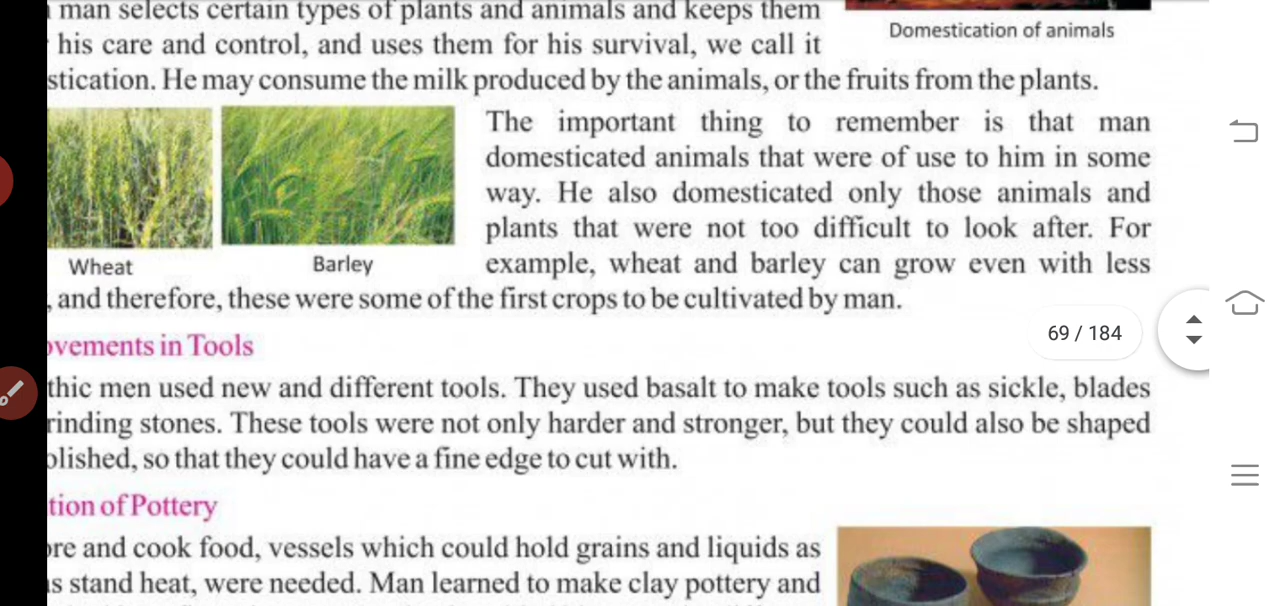 man selects certain types of plants and animals and keeps them
his care and control, and uses them for his survival, we call it
Domestication of animals
stication. He may consume the milk produced by the animals, or the fruits from the plants.
The important thing to remember is that man
domesticated animals that were of use to him in some
way. He also domesticated only those animals and
plants that were not too difficult to look after. For
example, wheat and barley can grow even with less
Wheat
Barley
, and therefore, these were some of the first crops to be cultivated by man.
69 / 184
ovements in Tools
thic men used new and different tools. They used basalt to make tools such as sickle, blades
rinding stones. These tools were not only harder and stronger, but they could also be shaped
olished, so that they could have a fine edge to cut with.
tion of Pottery
ore and cook food, vessels which could hold grains and liquids as
s stand heat, were needed. Man learned to make clay pottery and